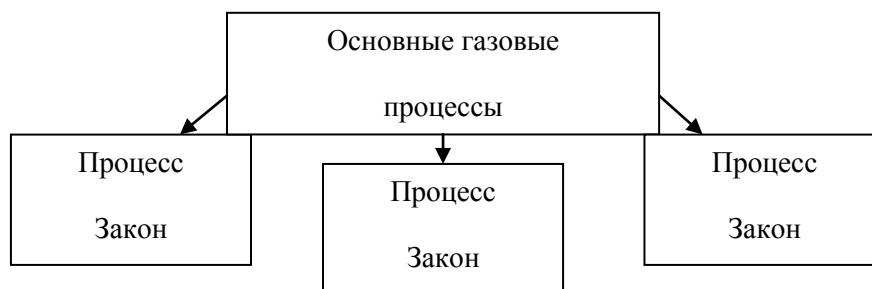 Основные газовые
процессы
Процесс
Закон
Процесс
Закон
Процесс
Закон